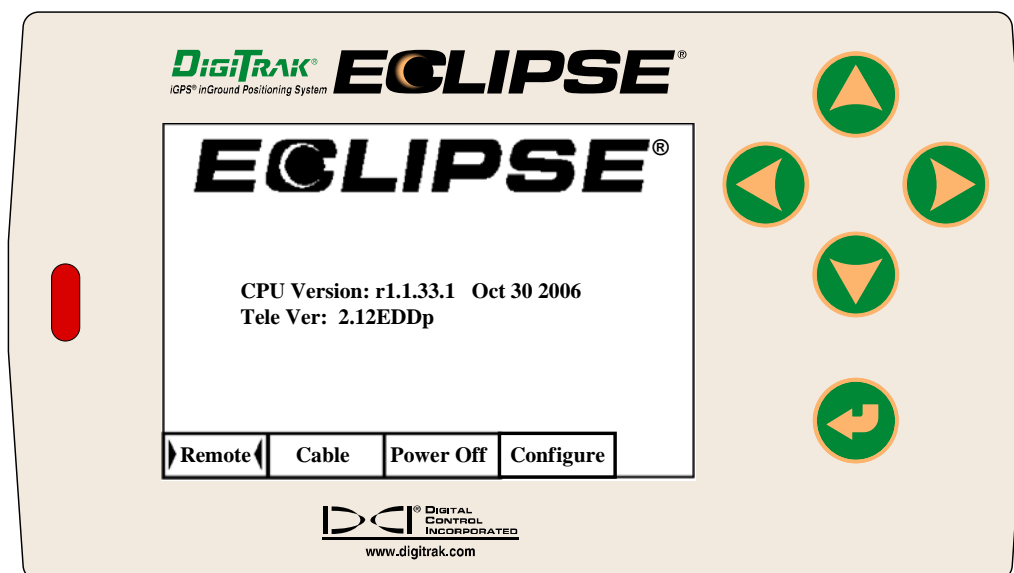 DIGITRAK® ECLIPSE®
iGPS® inGround Positioning System
ECLIPSE®
CPU Version: r1.1.33.1 Oct 30 2006
Tele Ver: 2.12EDDp
Remote Cable Power Off Configure
DCI® DIGITAL
CONTROL
INCORPORATED
www.digitrak.com